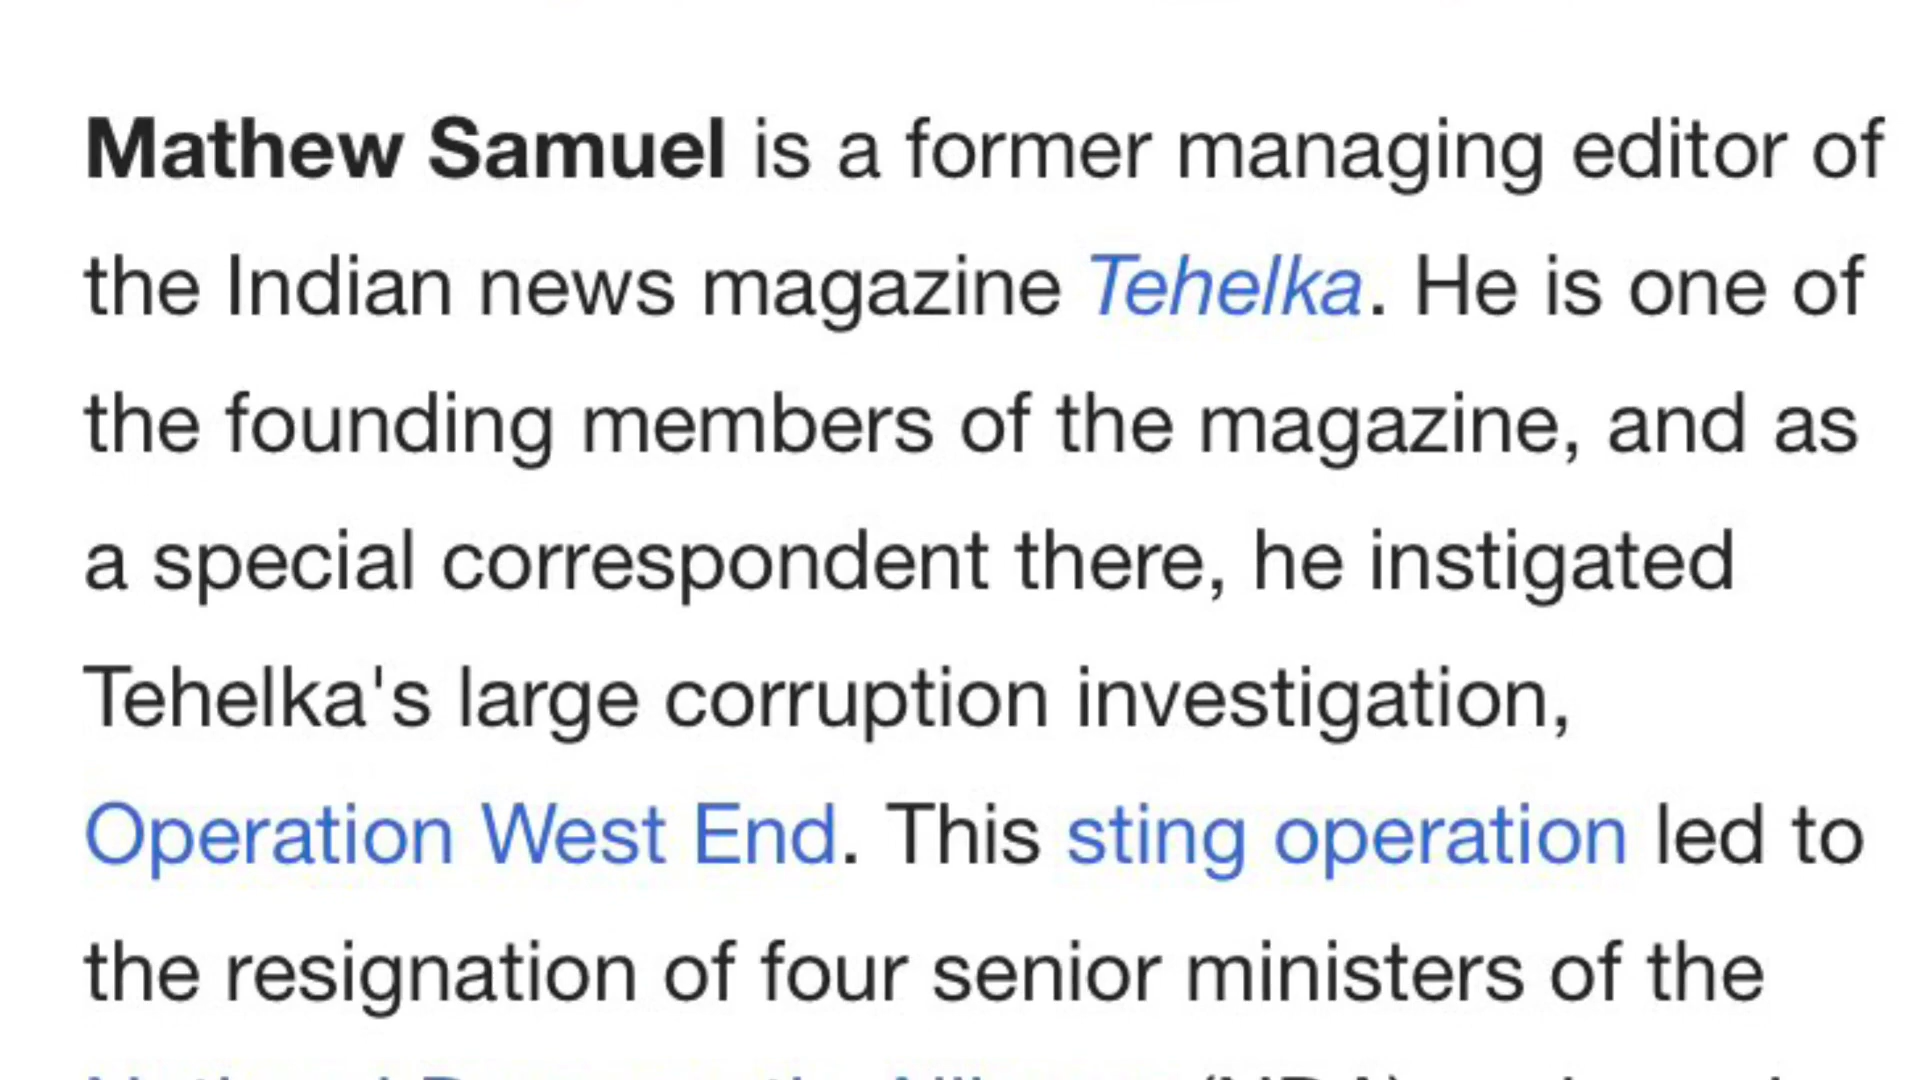 Mathew Samuel is a former managing editor of
the Indian news magazine Tehelka. He is one of
the founding members of the magazine, and as
a special correspondent there, he instigated
Tehelka's large corruption investigation,
Operation West End. This sting operation led to
the resignation of four senior ministers of the